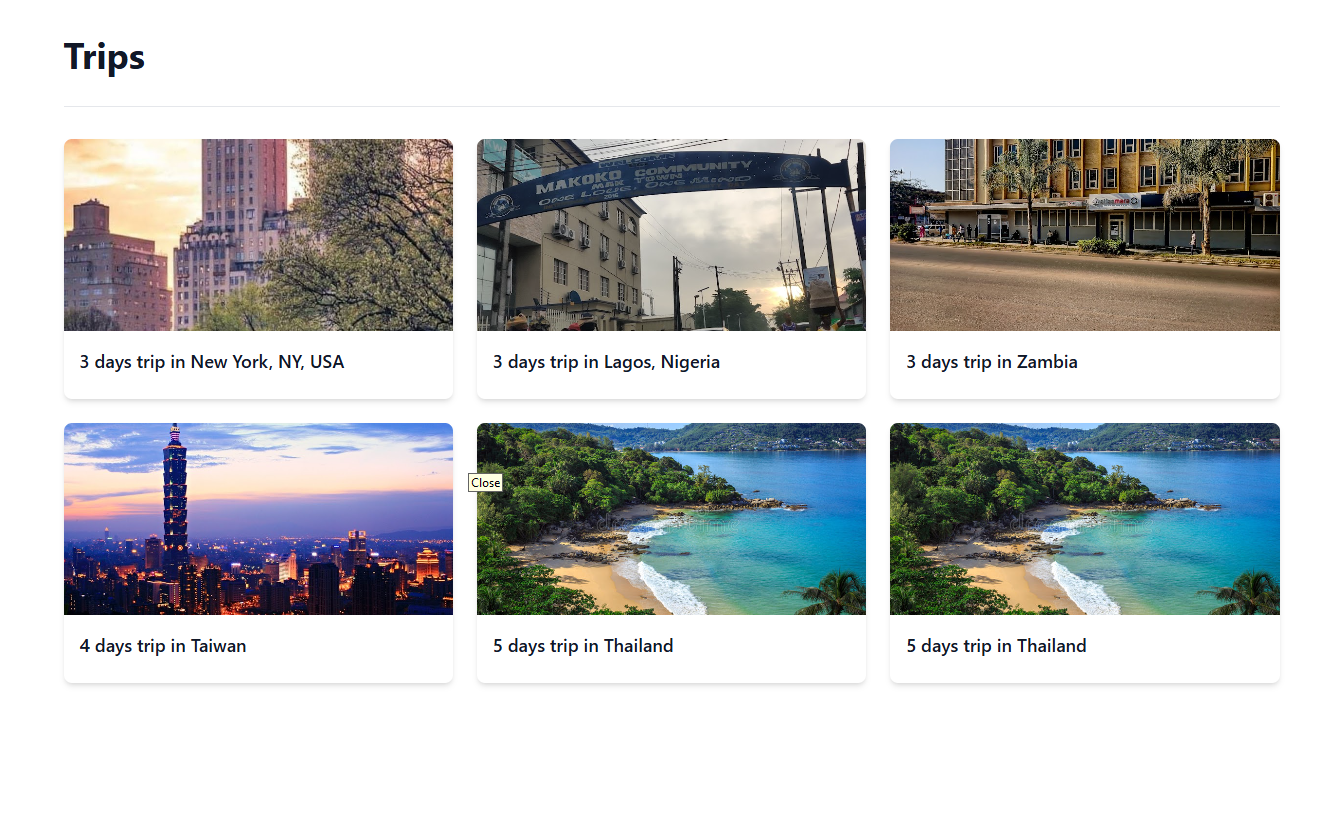 Trips
MAKOKO COMMUNITY
MAX TOWN
ONE LOVE, ONE MIND
3 days trip in New York, NY, USA
3 days trip in Lagos, Nigeria
3 days trip in Zambia
Close
4 days trip in Taiwan
5 days trip in Thailand
5 days trip in Thailand